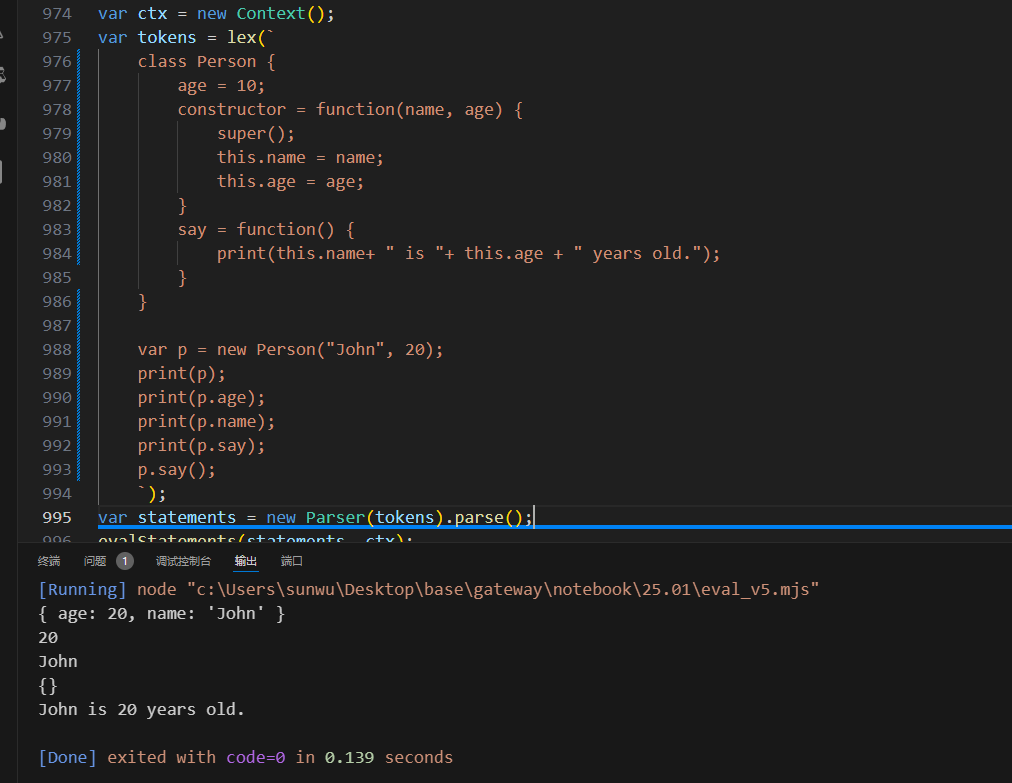 974 var ctx = new Context();
975 var tokens = lex(`
976 class Person {
977 age = 10;
978 constructor = function(name, age) {
979 super();
980 this.name = name;
981 this.age = age;
982 }
983 say = function() {
984 print(this.name+ " is "+ this.age + " years old.");
985 }
986 }
987
988 var p = new Person("John", 20);
989 print(p);
990 print(p.age);
991 print(p.name);
992 print(p.say);
993 p.say();
994 `);
995 var statements = new Parser(tokens).parse();
996 evalStatements(statements, ctx);
终端 问题 1 调试控制台 输出 端口
[Running] node "c:\Users\sunwu\Desktop\base\gateway\notebook\25.01\eval_v5.mjs"
{ age: 20, name: 'John' }
20
John
{}
John is 20 years old.
[Done] exited with code=0 in 0.139 seconds